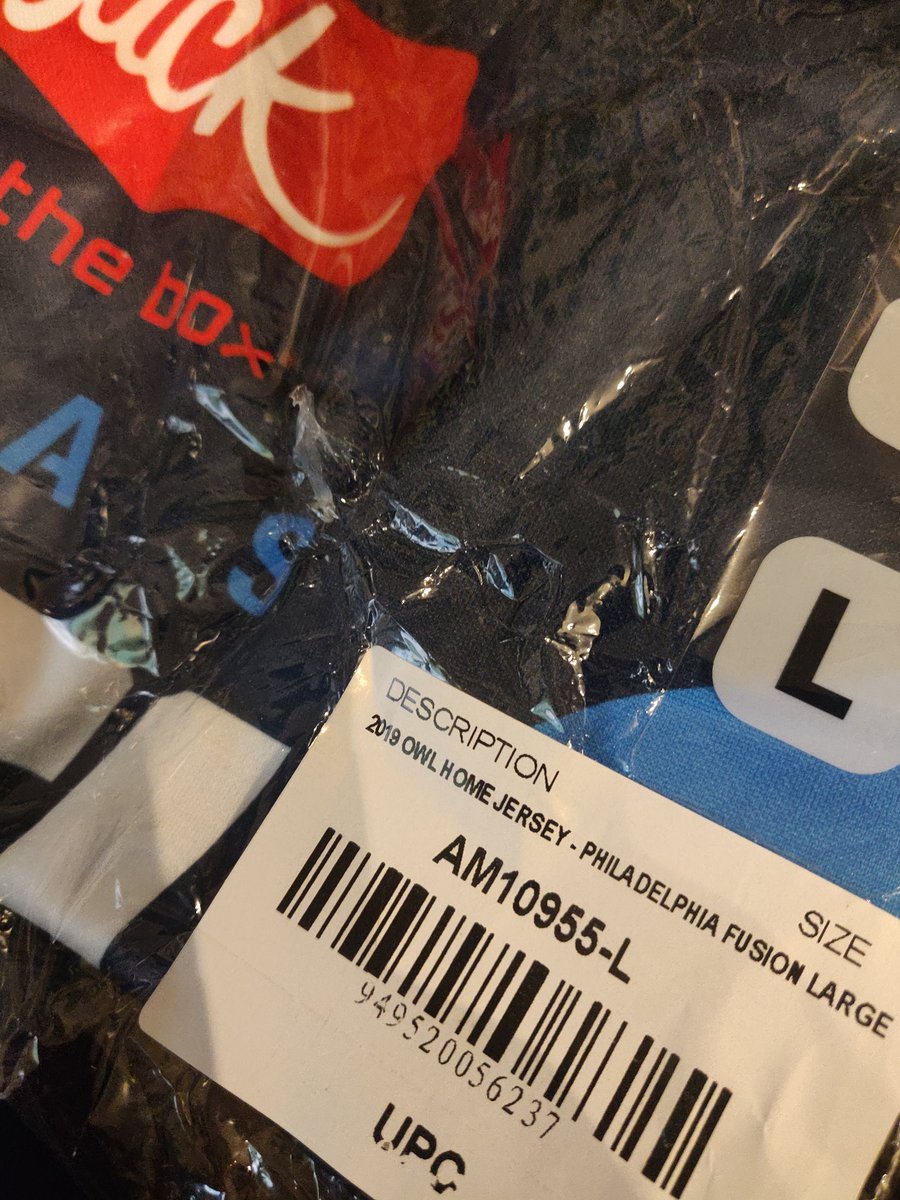 the box
A
S
L
DESCRIPTION
2019 OWL HOME JERSEY - PHILADELPHIA FUSION LARGE
SIZE
AM10955-L
949520056237
UPC